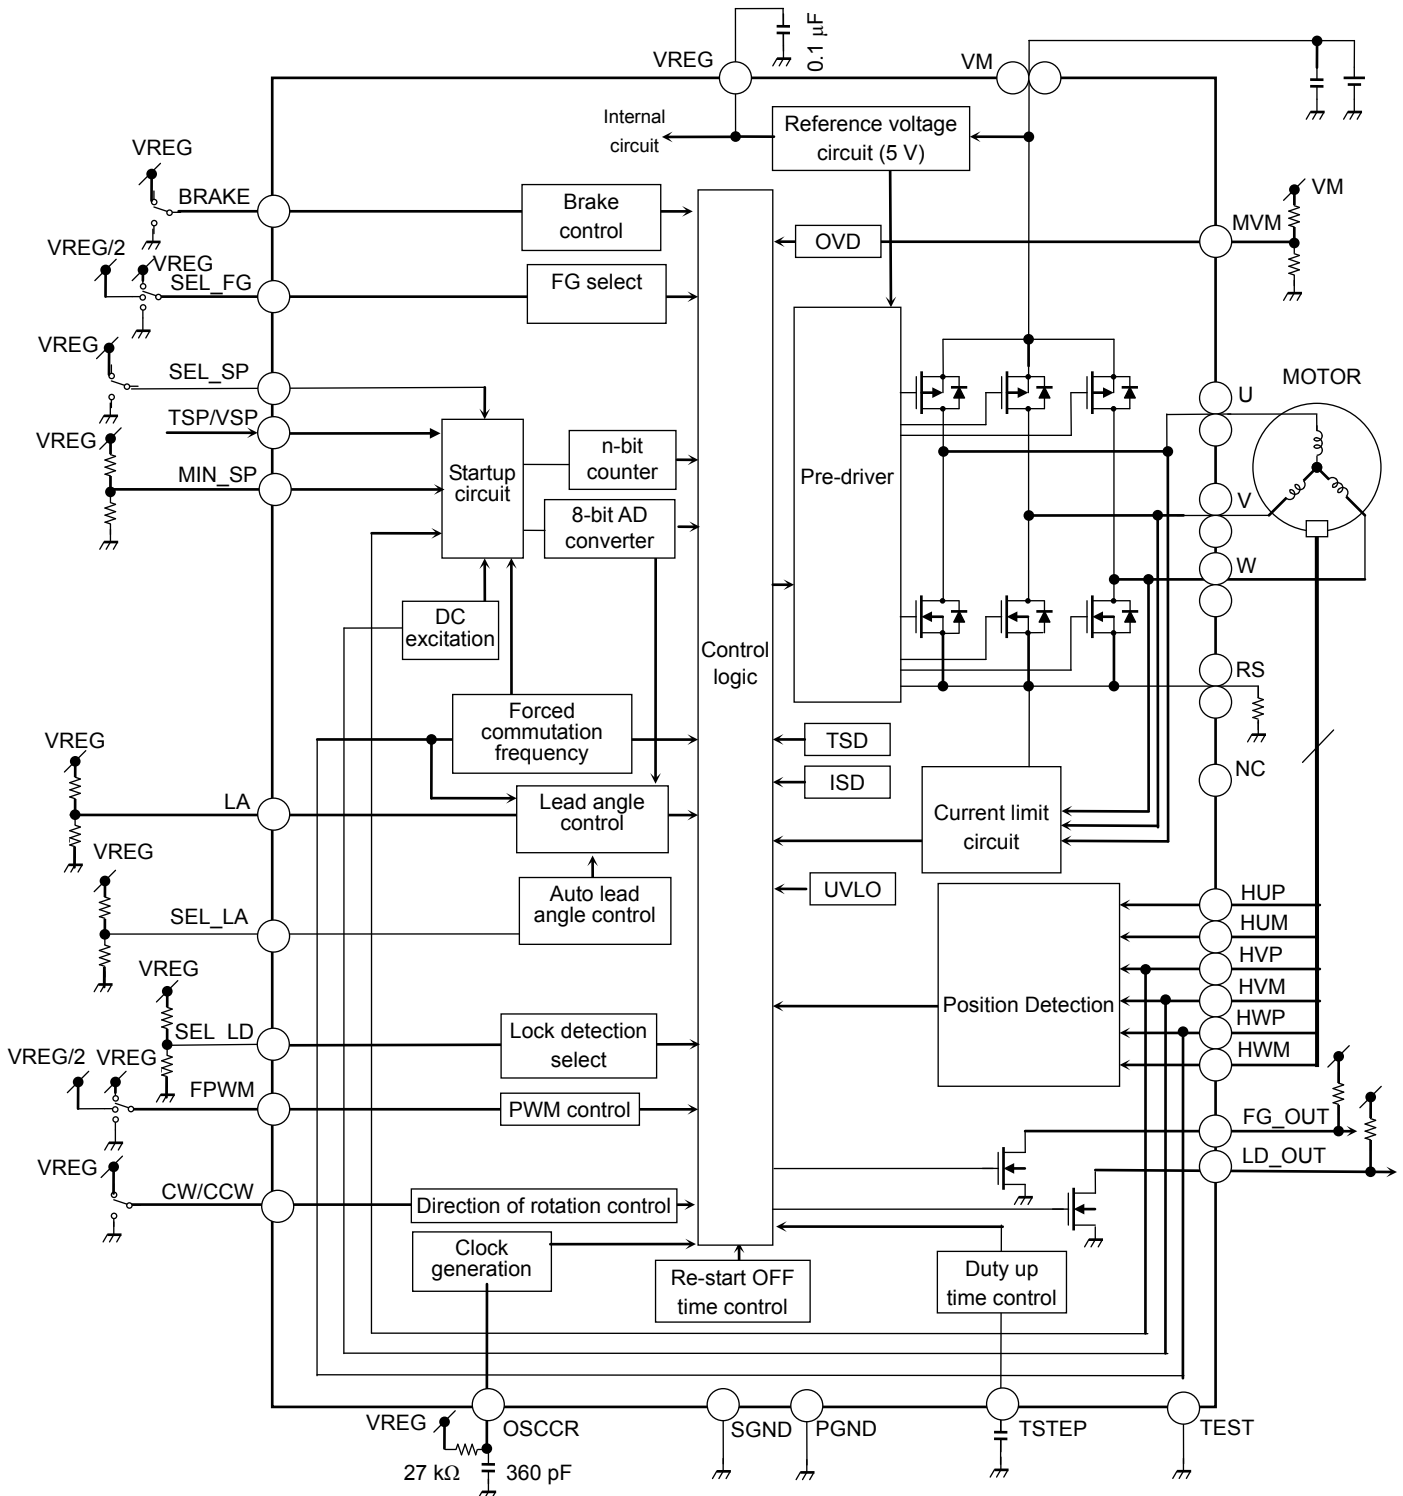 VREG
0.1 μF
VM
Internal
circuit
Reference voltage
circuit (5 V)
VREG
BRAKE
Brake
control
VM
MVM
OVD
VREG/2
VREG
SEL_FG
FG select
VREG
SEL_SP
TSP/VSP
VREG
MIN_SP
Startup
circuit
n-bit
counter
8-bit AD
converter
Pre-driver
U
MOTOR
V
W
DC
excitation
Control
logic
RS
Forced
commutation
frequency
TSD
ISD
NC
VREG
LA
Lead angle
control
Current limit
circuit
VREG
SEL_LA
Auto lead
angle control
UVLO
HUP
HUM
HVP
HVM
HWP
HWM
Position Detection
VREG
SEL_LD
Lock detection
select
VREG/2
VREG
FPWM
PWM control
FG_OUT
LD_OUT
VREG
CW/CCW
Direction of rotation control
Clock
generation
Re-start OFF
time control
Duty up
time control
VREG
OSCCR
27 kΩ
360 pF
SGND
PGND
TSTEP
TEST